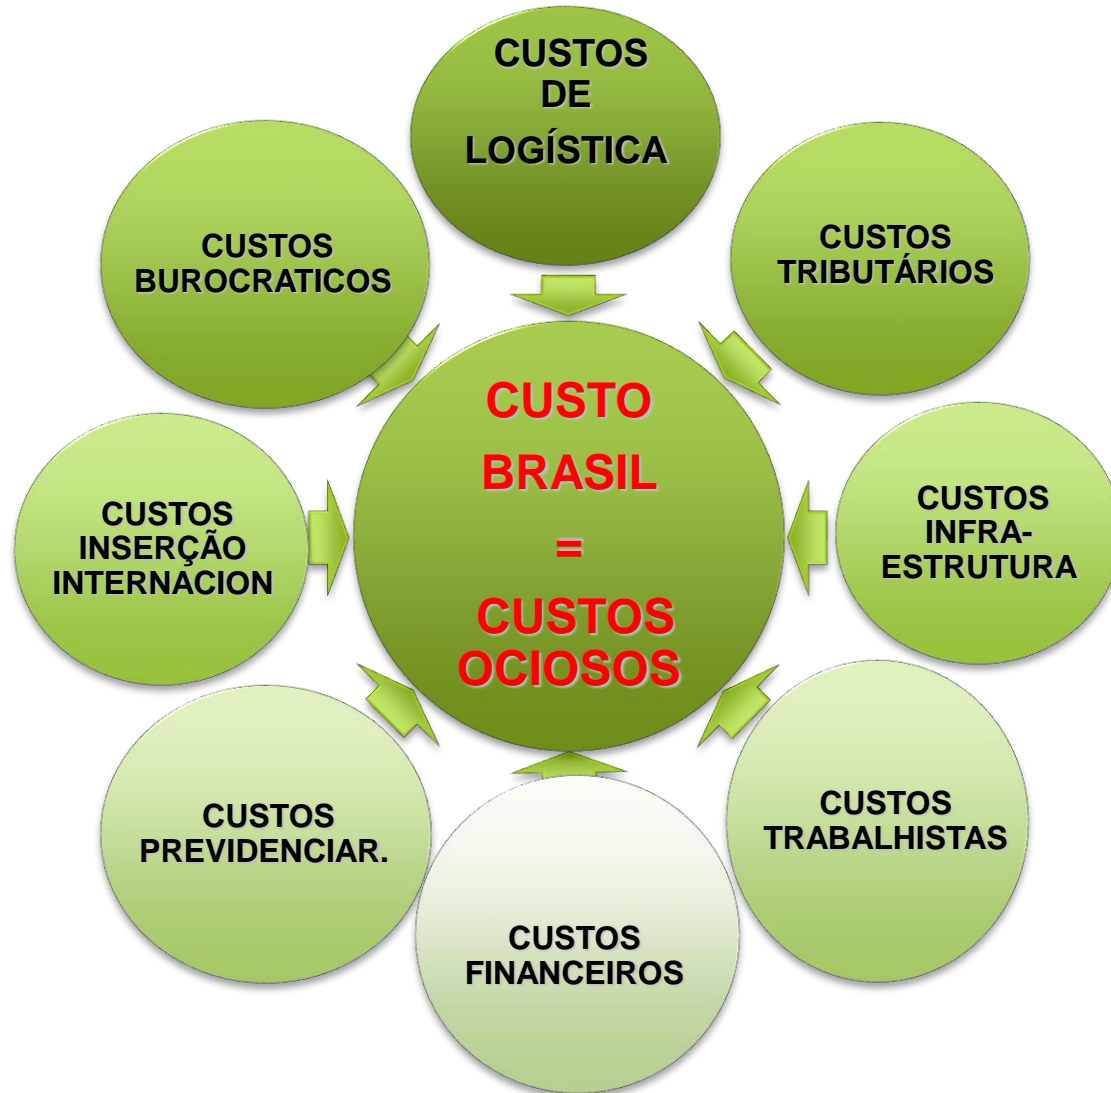 CUSTOS
DE
LOGÍSTICA
CUSTOS
TRIBUTÁRIOS
CUSTOS
INFRA-
ESTRUTURA
CUSTOS
TRABALHISTAS
CUSTOS
FINANCEIROS
CUSTOS
PREVIDENCIAR.
CUSTOS
INSERÇÃO
INTERNACION
CUSTOS
BUROCRATICOS
CUSTO
BRASIL
=
CUSTOS
OCIOSOS